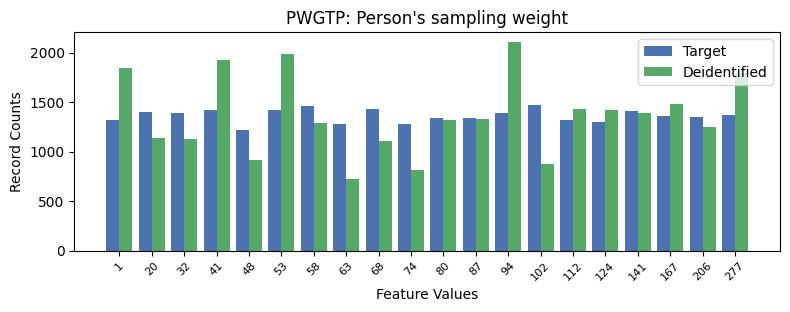 PWGTP: Person's sampling weight
Target
Deidentified
Record Counts
2000
1500
1000
500
0
1 20 32 41 48 53 58 63 68 74 80 87 94 102 112 124 141 167 206 277
Feature Values